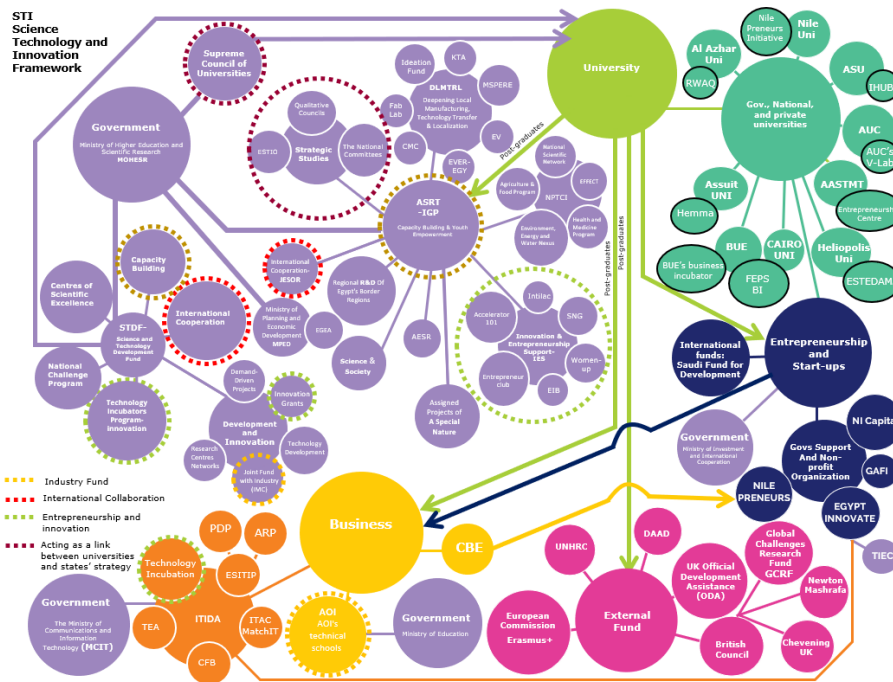 STI
Science
Technology and
Innovation
Framework
Supreme
Council of
Universities
Government
Ministry of Higher Education and
Scientific Research
MOHESR
Qualitative
Councils
ESTIO
Strategic
Studies
The National
Committees
Ideation
Fund
KTA
DLMTRL
Deepening Local
Manufacturing,
Technology Transfer
& Localization
MSPERE
Fab
Lab
CMC
EV
EVER-
EGY
University
Post-graduates
Post-graduates
Post-graduates
Nile
Preneurs
Initiative
Nile
Uni
Al Azhar
Uni
RWAQ
ASU
IHUB
Gov., National,
and private
universities
AUC
AUC's
V-Lab
AASTMT
Entrepreneurship
Centre
Assuit
UNI
Hemma
BUE
BUE's business
incubator
CAIRO
UNI
FEPS
BI
Heliopolis
Uni
ESTEDAMA
ASRT
-IGP
Capacity Building & Youth
Empowerment
National
Scientific Network
Agriculture &
Food Program
EFFECT
NPTCI
Health and
Medicine
Program
Environment,
Energy and
Water Nexus
Capacity
Building
Centres of
Scientific
Excellence
International
Cooperation
International
Cooperation-
JESOR
Regional R&D Of
Egypt's Border
Regions
Ministry of
Planning and
Economic
Development
MPED
EGEA
STDF-
Science and
Technology
Development
Fund
National
Challenge
Program
Technology
Incubators
Program-
Innovation
Science &
Society
AESR
Assigned
Projects of
A Special
Nature
Intilac
Accelerator
101
SNG
Innovation &
Entrepreneurship
Support-
IES
Women-
up
Entrepreneur
club
EIB
Demand-
Driven
Projects
Innovation
Grants
Development
and
Innovation
Research
Centres
Networks
Technology
Development
Joint Fund
with Industry
(IMC)
International
funds:
Saudi Fund for
Development
Entrepreneurship
and
Start-ups
Government
Ministry of Investment
and International
Cooperation
Govs Support
And Non-
profit
Organization
NI Capital
GAFI
NILE
PRENEURS
EGYPT
INNOVATE
TIEC
Industry Fund
International Collaboration
Entrepreneurship and
innovation
Acting as a link
between universities
and states' strategy
Business
CBE
PDP
ARP
Technology
Incubation
ESITIP
ITIDA
TEA
ITAC
MatchIT
CFB
Government
The Ministry of
Communications and
Information
Technology (MCIT)
AOI
AOI's
technical
schools
Government
Ministry of Education
UNHRC
DAAD
External
Fund
European
Commission
Erasmus+
UK Official
Development
Assistance
(ODA)
Global
Challenges
Research
Fund
GCRF
Newton
Mashrafa
British
Council
Chevening
UK